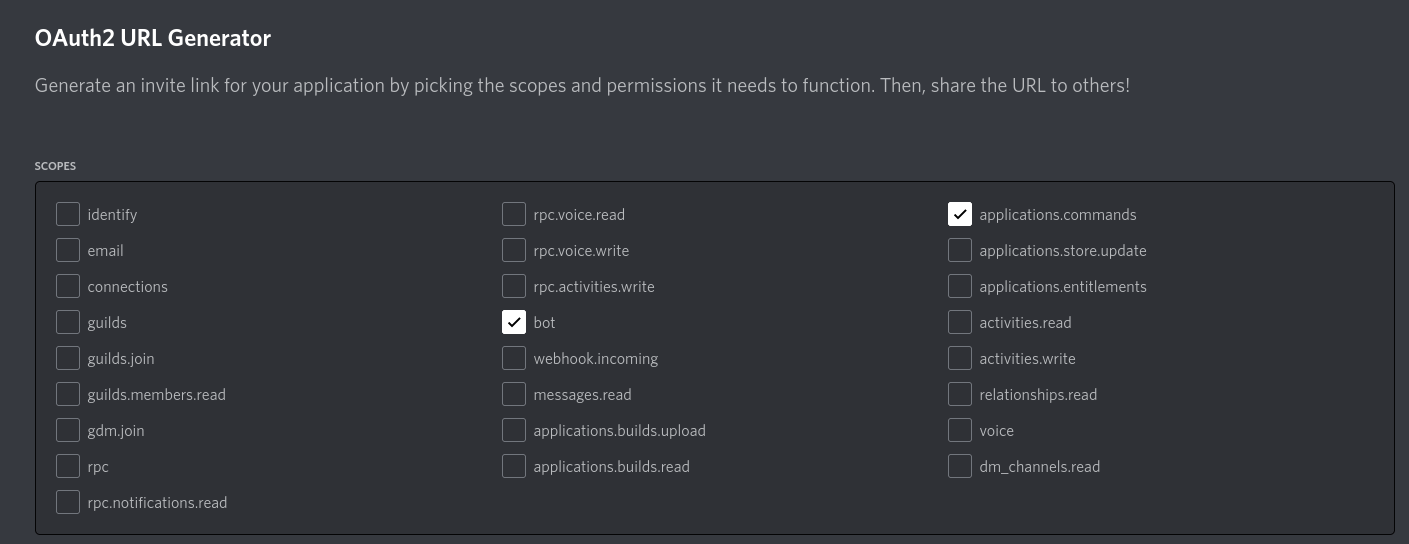 OAuth2 URL Generator
Generate an invite link for your application by picking the scopes and permissions it needs to function. Then, share the URL to others!
SCOPES
identify
email
connections
guilds
guilds.join
guilds.members.read
gdm.join
rpc
rpc.notifications.read
rpc.voice.read
rpc.voice.write
rpc.activities.write
bot
webhook.incoming
messages.read
applications.builds.upload
applications.builds.read
applications.commands
applications.store.update
applications.entitlements
activities.read
activities.write
relationships.read
voice
dm_channels.read